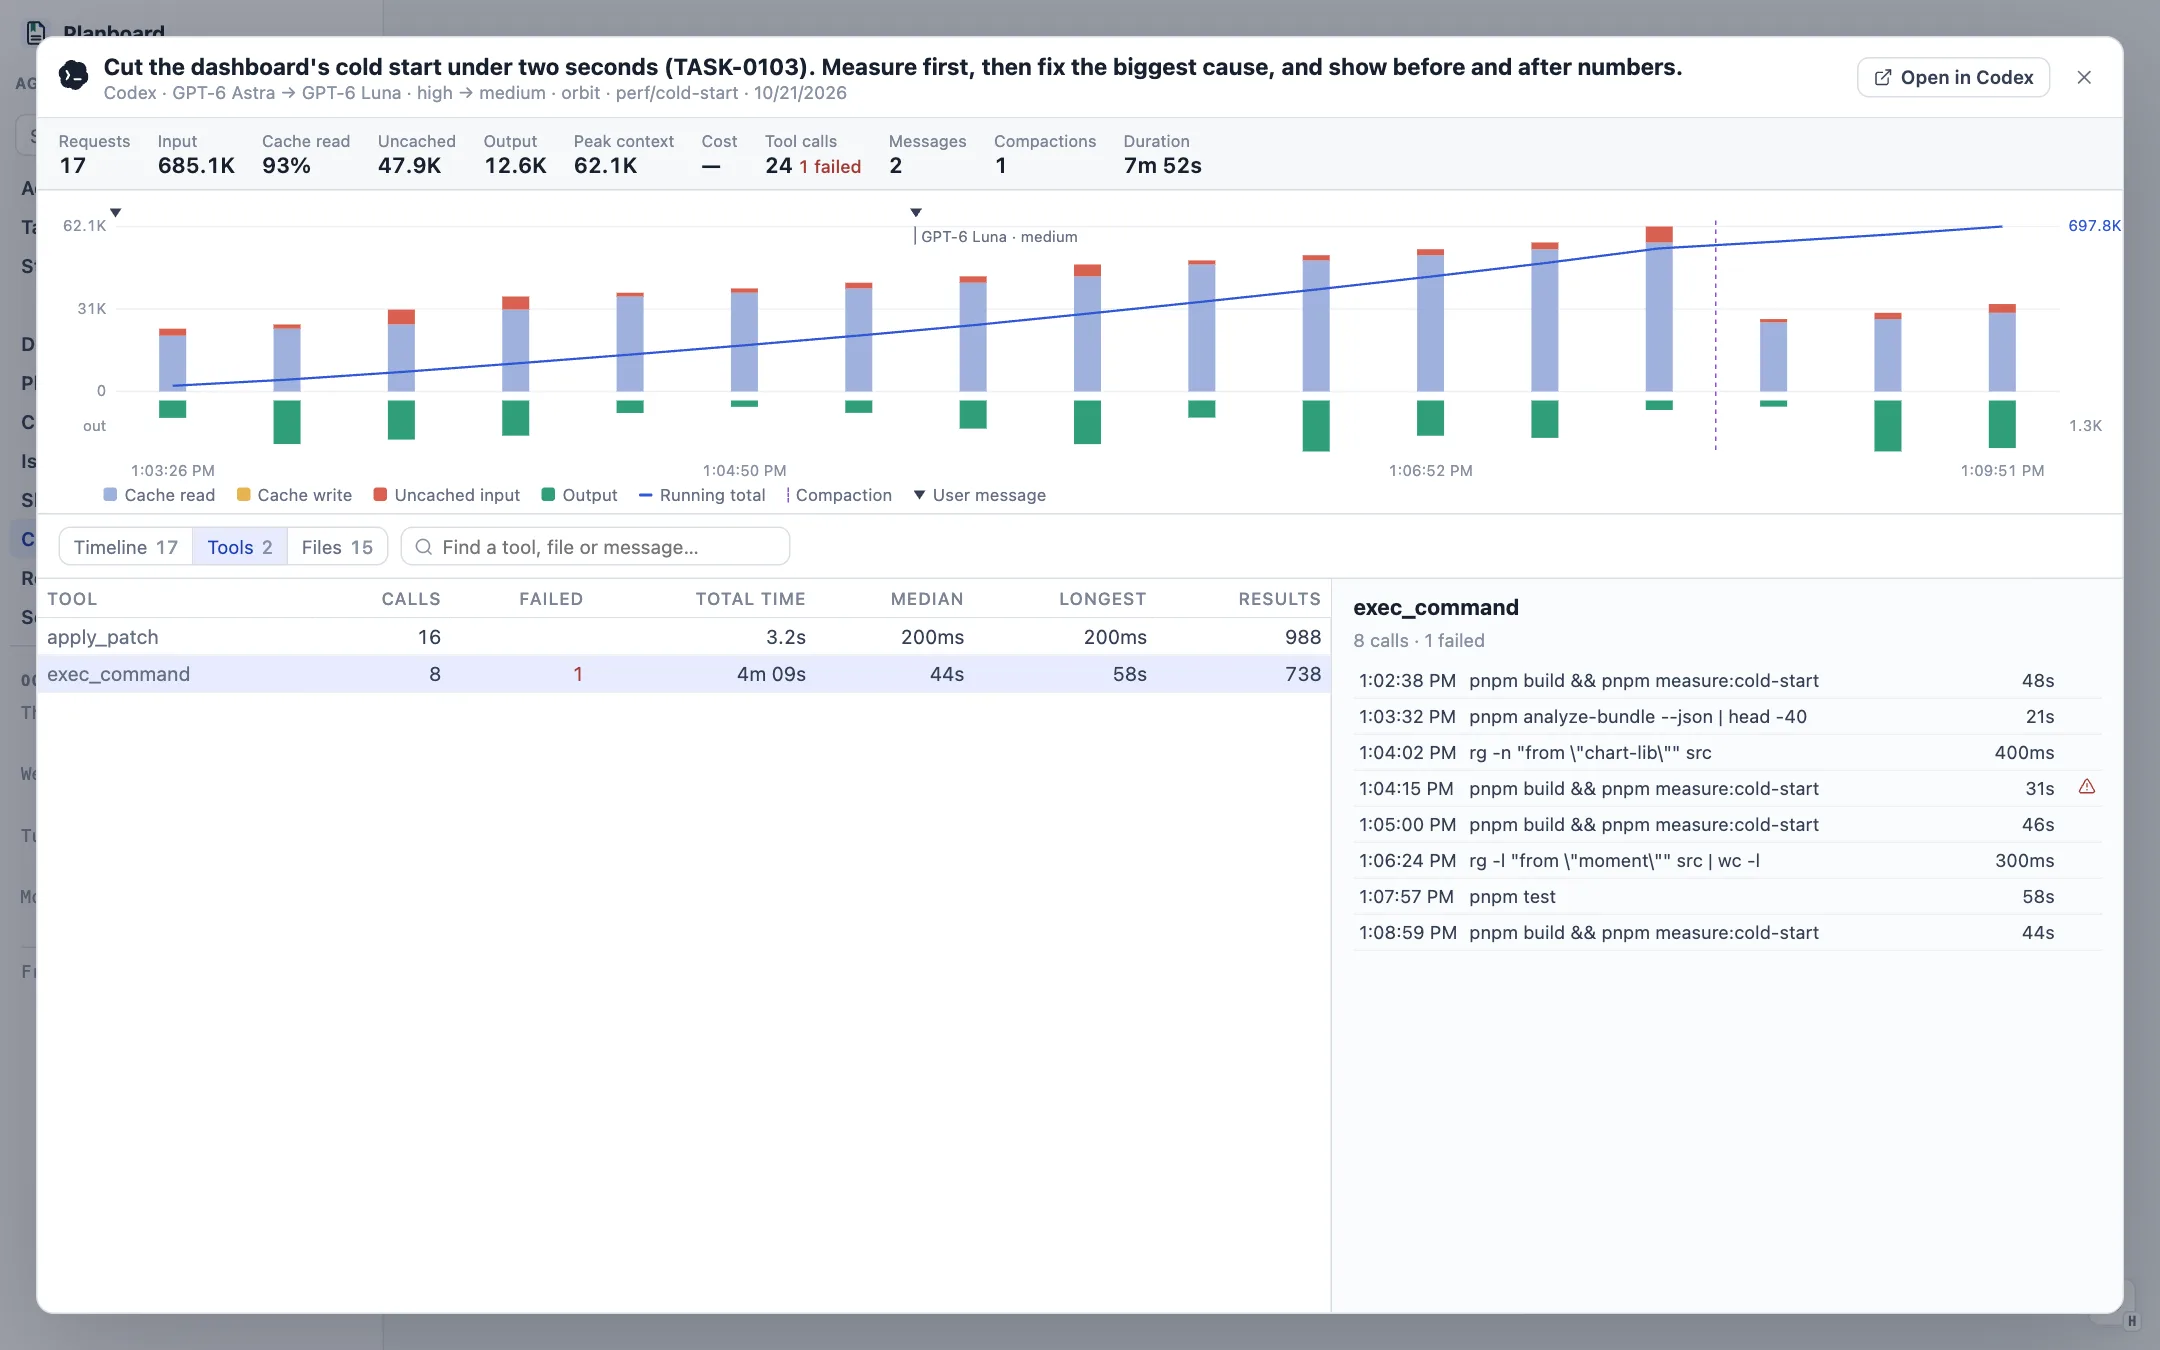 Planboard
Cut the dashboard's cold start under two seconds (TASK-0103). Measure first, then fix the biggest cause, and show before and after numbers.
Codex · GPT-6 Astra → GPT-6 Luna · high → medium · orbit · perf/cold-start · 10/21/2026
Open in Codex
Requests Input Cache read Uncached Output Peak context Cost Tool calls Messages Compactions Duration
17 685.1K 93% 47.9K 12.6K 62.1K — 24 1 failed 2 1 7m 52s
62.1K 697.8K
GPT-6 Luna · medium
31K
0
out 1.3K
1:03:26 PM 1:04:50 PM 1:06:52 PM 1:09:51 PM
Cache read Cache write Uncached input Output Running total Compaction User message
Timeline 17 Tools 2 Files 15 Find a tool, file or message...
TOOL CALLS FAILED TOTAL TIME MEDIAN LONGEST RESULTS
apply_patch 16 3.2s 200ms 200ms 988
exec_command 8 1 4m 09s 44s 58s 738
exec_command
8 calls · 1 failed
1:02:38 PM pnpm build && pnpm measure:cold-start 48s
1:03:32 PM pnpm analyze-bundle --json | head -40 21s
1:04:02 PM rg -n "from \"chart-lib\"" src 400ms
1:04:15 PM pnpm build && pnpm measure:cold-start 31s
1:05:00 PM pnpm build && pnpm measure:cold-start 46s
1:06:24 PM rg -l "from \"moment\"" src | wc -l 300ms
1:07:57 PM pnpm test 58s
1:08:59 PM pnpm build && pnpm measure:cold-start 44s
H